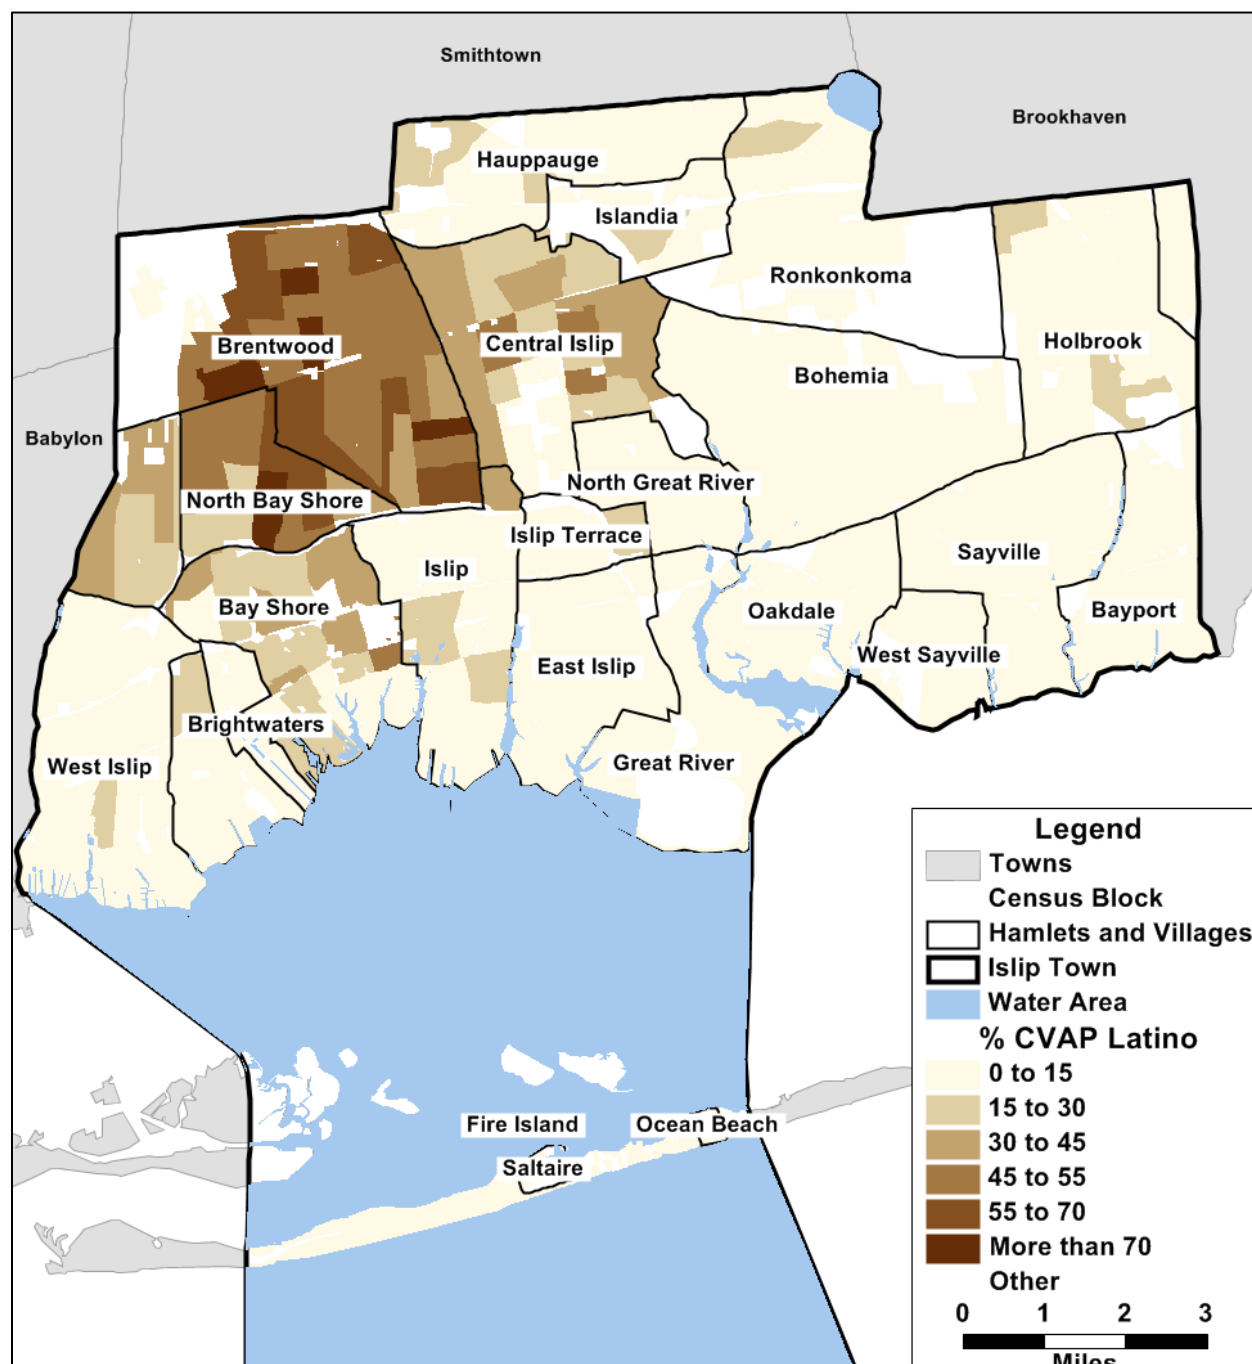 Smithtown
Brookhaven
Hauppauge
Islandia
Ronkonkoma
Brentwood
Central Islip
Holbrook
Bohemia
Babylon
North Bay Shore
North Great River
Islip Terrace
Sayville
Islip
Bay Shore
Oakdale
Bayport
West Sayville
East Islip
Brightwaters
West Islip
Great River
Fire Island
Ocean Beach
Saltaire
Legend
Towns
Census Block
Hamlets and Villages
Islip Town
Water Area
% CVAP Latino
0 to 15
15 to 30
30 to 45
45 to 55
55 to 70
More than 70
Other
0 1 2 3
Miles